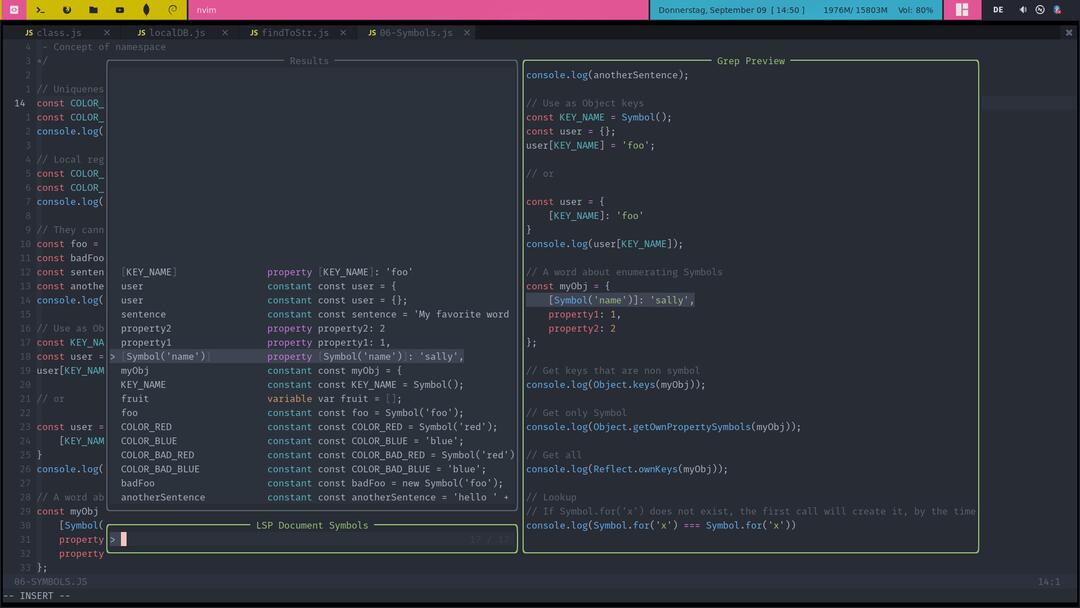 nvim
Donnerstag, September 09 [ 14:50 ] 1976M/ 15803M Vol: 80%
DE
JS class.js × JS localDB.js × JS findToStr.js × JS 06-Symbols.js ×
4 - Concept of namespace
3 */
2
1 // Uniquenes
14 const COLOR_
1 const COLOR_
2 console.log(
3
4 // Local reg
5 const COLOR_
6 const COLOR_
7 console.log(
8
9 // They cann
10 const foo =
11 const badFoo
12 const senten
13 const anothe
14 console.log(
15
16 // Use as Ob
17 const KEY_NA
18 const user =
19 user[KEY_NAM
20
21 // or
22
23 const user =
24 [KEY_NAM
25 }
26 console.log(
27
28 // A word ab
29 const myObj
30 [Symbol(
31 property
32 property
33 };
Results
[KEY_NAME] property [KEY_NAME]: 'foo'
user constant const user = {
user constant const user = {};
sentence constant const sentence = 'My favorite word
property2 property property2: 2
property1 property property1: 1,
> [Symbol('name')] property [Symbol('name')]: 'sally',
myObj constant const myObj = {
KEY_NAME constant const KEY_NAME = Symbol();
fruit variable var fruit = [];
foo constant const foo = Symbol('foo');
COLOR_RED constant const COLOR_RED = Symbol('red');
COLOR_BLUE constant const COLOR_BLUE = 'blue';
COLOR_BAD_RED constant const COLOR_BAD_RED = Symbol('red')
COLOR_BAD_BLUE constant const COLOR_BAD_BLUE = 'blue';
badFoo constant const badFoo = new Symbol('foo');
anotherSentence constant const anotherSentence = 'hello ' +
LSP Document Symbols
> 17 / 17
Grep Preview
console.log(anotherSentence);
// Use as Object keys
const KEY_NAME = Symbol();
const user = {};
user[KEY_NAME] = 'foo';
// or
const user = {
[KEY_NAME]: 'foo'
}
console.log(user[KEY_NAME]);
// A word about enumerating Symbols
const myObj = {
[Symbol('name')]: 'sally',
property1: 1,
property2: 2
};
// Get keys that are non symbol
console.log(Object.keys(myObj));
// Get only Symbol
console.log(Object.getOwnPropertySymbols(myObj));
// Get all
console.log(Reflect.ownKeys(myObj));
// Lookup
// If Symbol.for('x') does not exist, the first call will create it, by the time
console.log(Symbol.for('x') === Symbol.for('x'))
06-SYMBOLS.JS 14:1
-- INSERT --